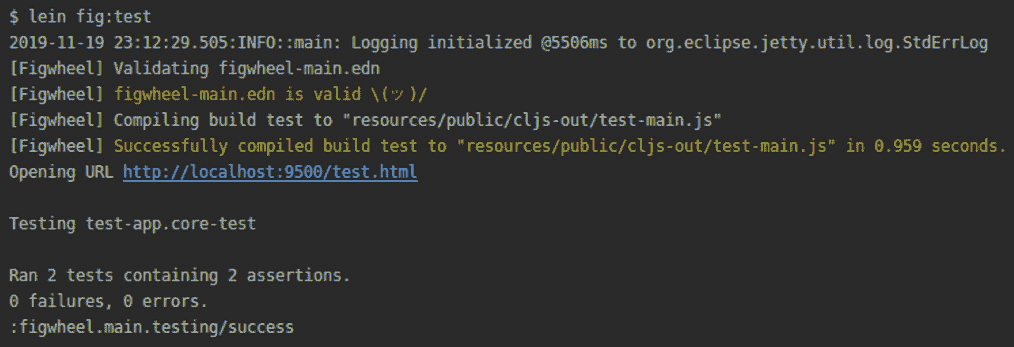 $ lein fig:test
2019-11-19 23:12:29.505:INFO::main: Logging initialized @5506ms to org.eclipse.jetty.util.log.StdErrLog
[Figwheel] Validating figwheel-main.edn
[Figwheel] figwheel-main.edn is valid \(ツ)/
[Figwheel] Compiling build test to "resources/public/cljs-out/test-main.js"
[Figwheel] Successfully compiled build test to "resources/public/cljs-out/test-main.js" in 0.959 seconds.
Opening URL http://localhost:9500/test.html
Testing test-app.core-test
Ran 2 tests containing 2 assertions.
0 failures, 0 errors.
:figwheel.main.testing/success